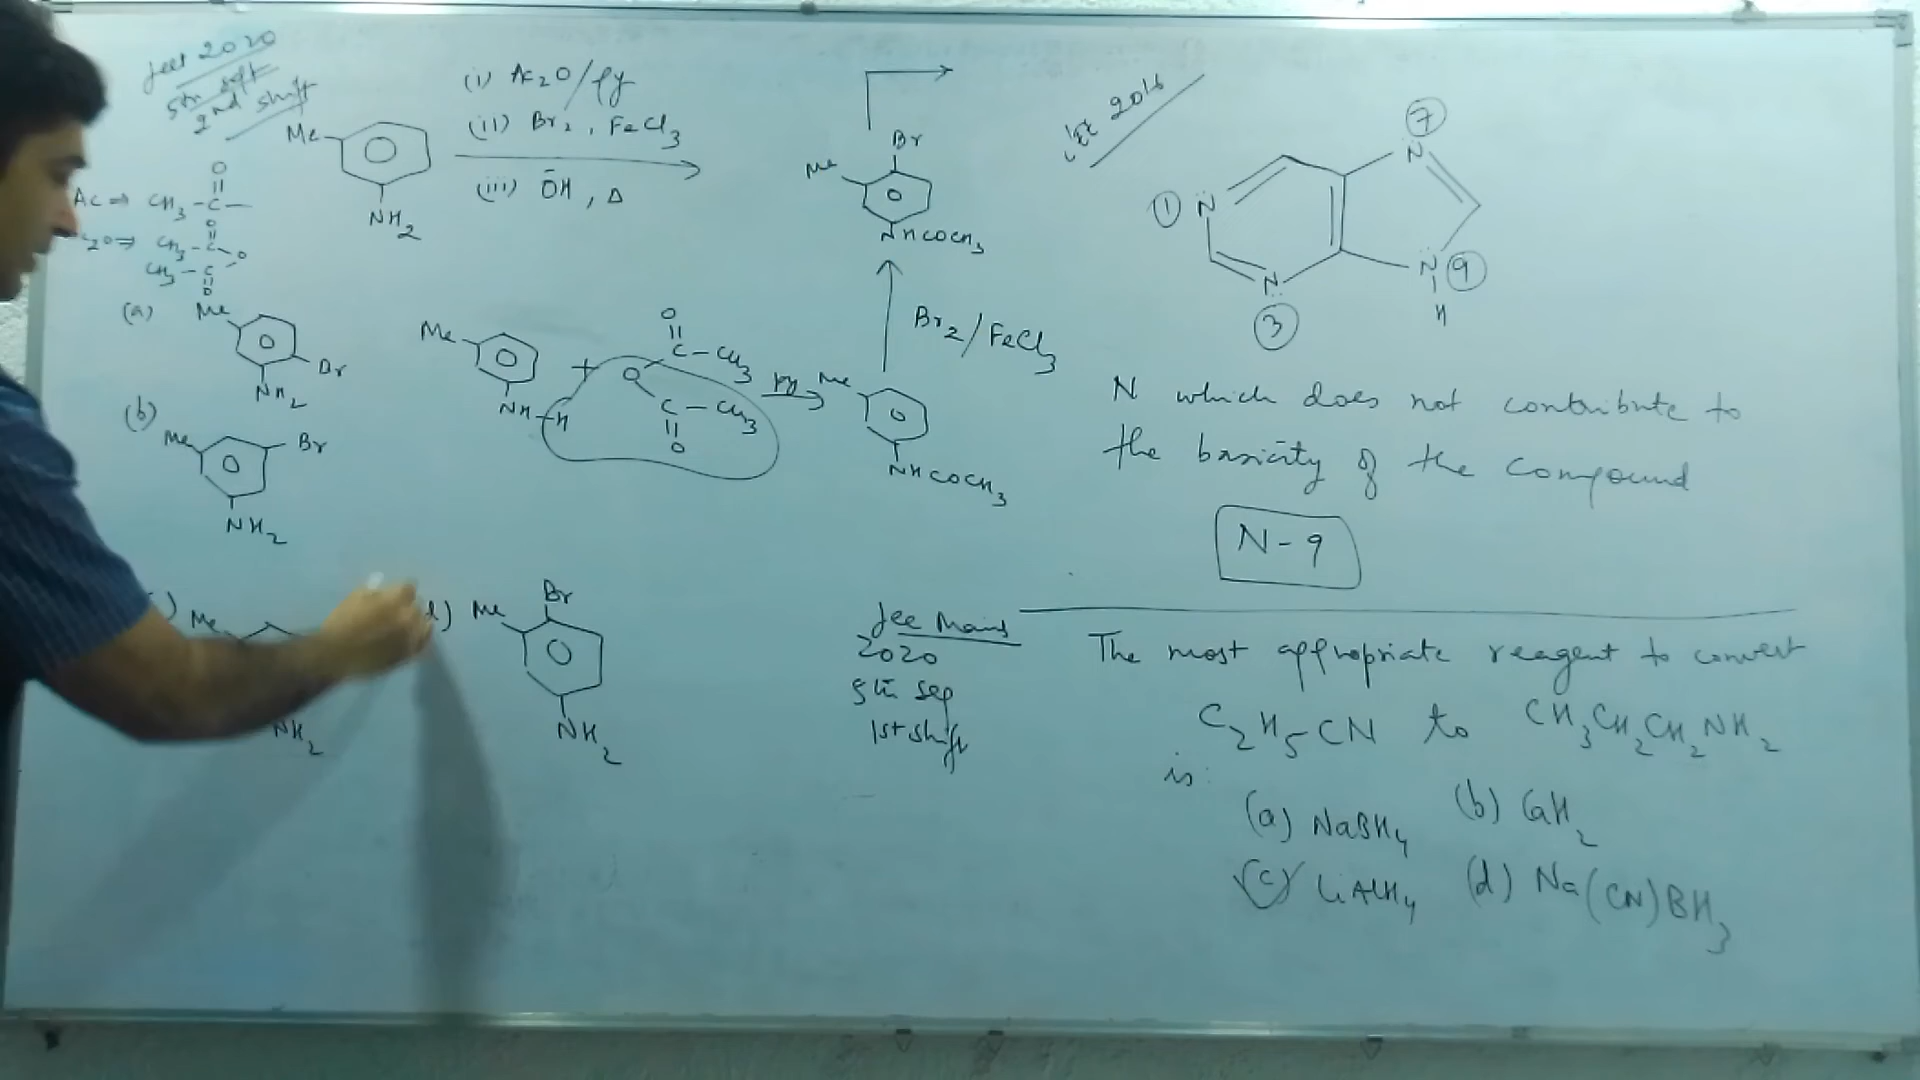 Jee 2020
5th sept
2nd shift
(i) Ac2O/Py
(ii) Br2, FeCl3
(iii) ŌH, Δ
Me
NH2
Ac ⇒ CH3-C-
O
2O ⇒ CH3-C
O
O
CH3-C
O
(a) Me
Br
NH2
(b)
Me
Br
NH2
) Me
NH2
d) Me
Br
NH2
Me
NH-H
+
O
C-CH3
O
C-CH3
O
Py
Me
NHCOCH3
Br2/FeCl3
Br
Me
NHCOCH3
2016
7
N
1 N
N
3
N 9
H
N which does not contribute to
the basicity of the compound
N-9
Jee Mains
2020
5th sep
1st shift
The most appropriate reagent to convert
C2H5CN to CH3CH2CH2NH2
is:
(a) NaBH4 (b) CaH2
(c) LiAlH4 (d) Na(CN)BH3